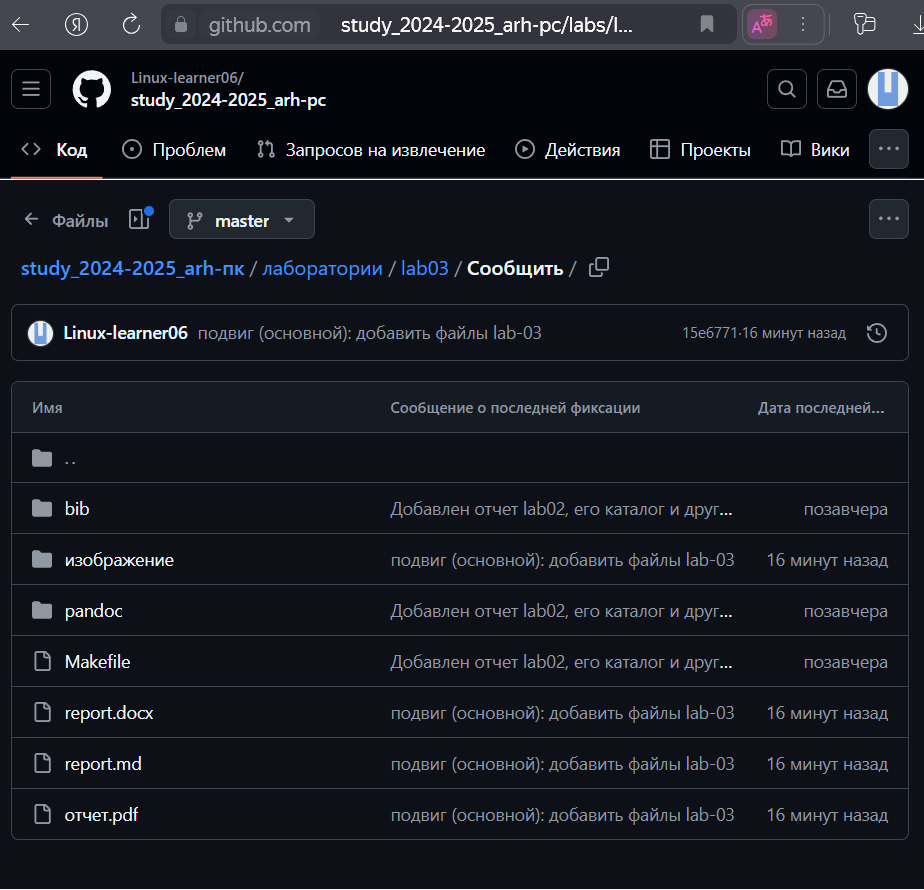 Я github.com study_2024-2025_arh-pc/labs/l... Aあ
Linux-learner06/
study_2024-2025_arh-pc
Код Проблем Запросов на извлечение Действия Проекты Вики ...
Файлы master ...
study_2024-2025_arh-пк / лаборатории / lab03 / Сообщить /
Linux-learner06 подвиг (основной): добавить файлы lab-03 15e6771·16 минут назад
Имя Сообщение о последней фиксации Дата последней...
..
bib Добавлен отчет lab02, его каталог и друг... позавчера
изображение подвиг (основной): добавить файлы lab-03 16 минут назад
pandoc Добавлен отчет lab02, его каталог и друг... позавчера
Makefile Добавлен отчет lab02, его каталог и друг... позавчера
report.docx подвиг (основной): добавить файлы lab-03 16 минут назад
report.md подвиг (основной): добавить файлы lab-03 16 минут назад
отчет.pdf подвиг (основной): добавить файлы lab-03 16 минут назад